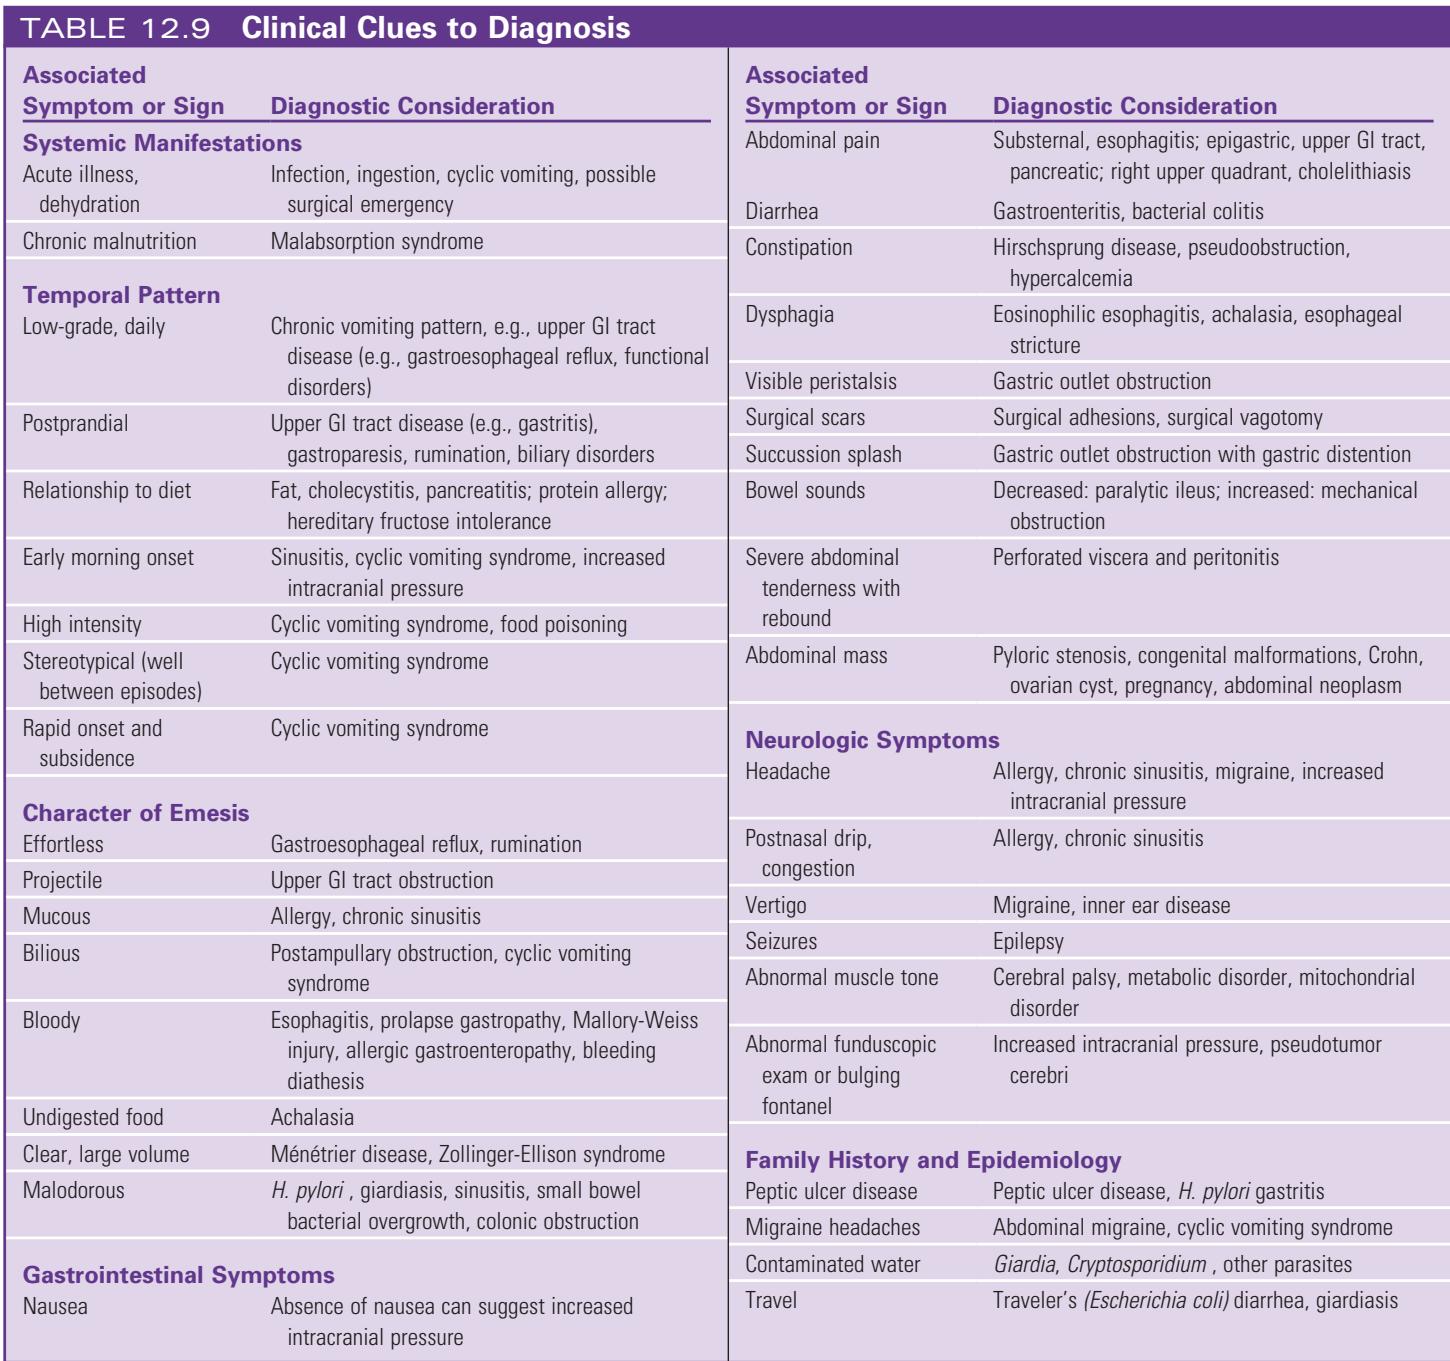 TABLE 12.9 Clinical Clues to Diagnosis
Associated
Symptom or Sign Diagnostic Consideration
Systemic Manifestations
Acute illness, Infection, ingestion, cyclic vomiting, possible
dehydration surgical emergency
Chronic malnutrition Malabsorption syndrome
Temporal Pattern
Low-grade, daily Chronic vomiting pattern, e.g., upper GI tract
disease (e.g., gastroesophageal reflux, functional
disorders)
Postprandial Upper GI tract disease (e.g., gastritis),
gastroparesis, rumination, biliary disorders
Relationship to diet Fat, cholecystitis, pancreatitis; protein allergy;
hereditary fructose intolerance
Early morning onset Sinusitis, cyclic vomiting syndrome, increased
intracranial pressure
High intensity Cyclic vomiting syndrome, food poisoning
Stereotypical (well Cyclic vomiting syndrome
between episodes)
Rapid onset and Cyclic vomiting syndrome
subsidence
Character of Emesis
Effortless Gastroesophageal reflux, rumination
Projectile Upper GI tract obstruction
Mucous Allergy, chronic sinusitis
Bilious Postampullary obstruction, cyclic vomiting
syndrome
Bloody Esophagitis, prolapse gastropathy, Mallory-Weiss
injury, allergic gastroenteropathy, bleeding
diathesis
Undigested food Achalasia
Clear, large volume Ménétrier disease, Zollinger-Ellison syndrome
Malodorous H. pylori , giardiasis, sinusitis, small bowel
bacterial overgrowth, colonic obstruction
Gastrointestinal Symptoms
Nausea Absence of nausea can suggest increased
intracranial pressure
Associated
Symptom or Sign Diagnostic Consideration
Abdominal pain Substernal, esophagitis; epigastric, upper GI tract,
pancreatic; right upper quadrant, cholelithiasis
Diarrhea Gastroenteritis, bacterial colitis
Constipation Hirschsprung disease, pseudoobstruction,
hypercalcemia
Dysphagia Eosinophilic esophagitis, achalasia, esophageal
stricture
Visible peristalsis Gastric outlet obstruction
Surgical scars Surgical adhesions, surgical vagotomy
Succussion splash Gastric outlet obstruction with gastric distention
Bowel sounds Decreased: paralytic ileus; increased: mechanical
obstruction
Severe abdominal Perforated viscera and peritonitis
tenderness with
rebound
Abdominal mass Pyloric stenosis, congenital malformations, Crohn,
ovarian cyst, pregnancy, abdominal neoplasm
Neurologic Symptoms
Headache Allergy, chronic sinusitis, migraine, increased
intracranial pressure
Postnasal drip, Allergy, chronic sinusitis
congestion
Vertigo Migraine, inner ear disease
Seizures Epilepsy
Abnormal muscle tone Cerebral palsy, metabolic disorder, mitochondrial
disorder
Abnormal funduscopic Increased intracranial pressure, pseudotumor
exam or bulging cerebri
fontanel
Family History and Epidemiology
Peptic ulcer disease Peptic ulcer disease, H. pylori gastritis
Migraine headaches Abdominal migraine, cyclic vomiting syndrome
Contaminated water Giardia, Cryptosporidium , other parasites
Travel Traveler's (Escherichia coli) diarrhea, giardiasis